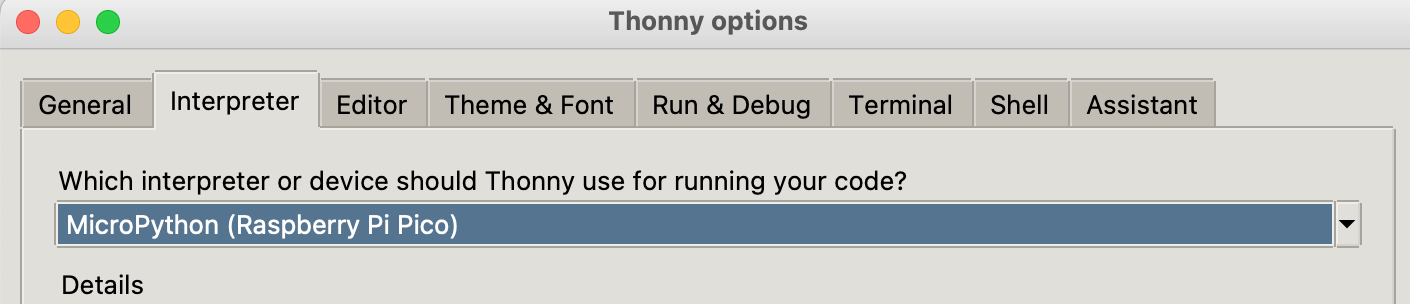 Thonny options
General Interpreter Editor Theme & Font Run & Debug Terminal Shell Assistant
Which interpreter or device should Thonny use for running your code?
MicroPython (Raspberry Pi Pico)
Details